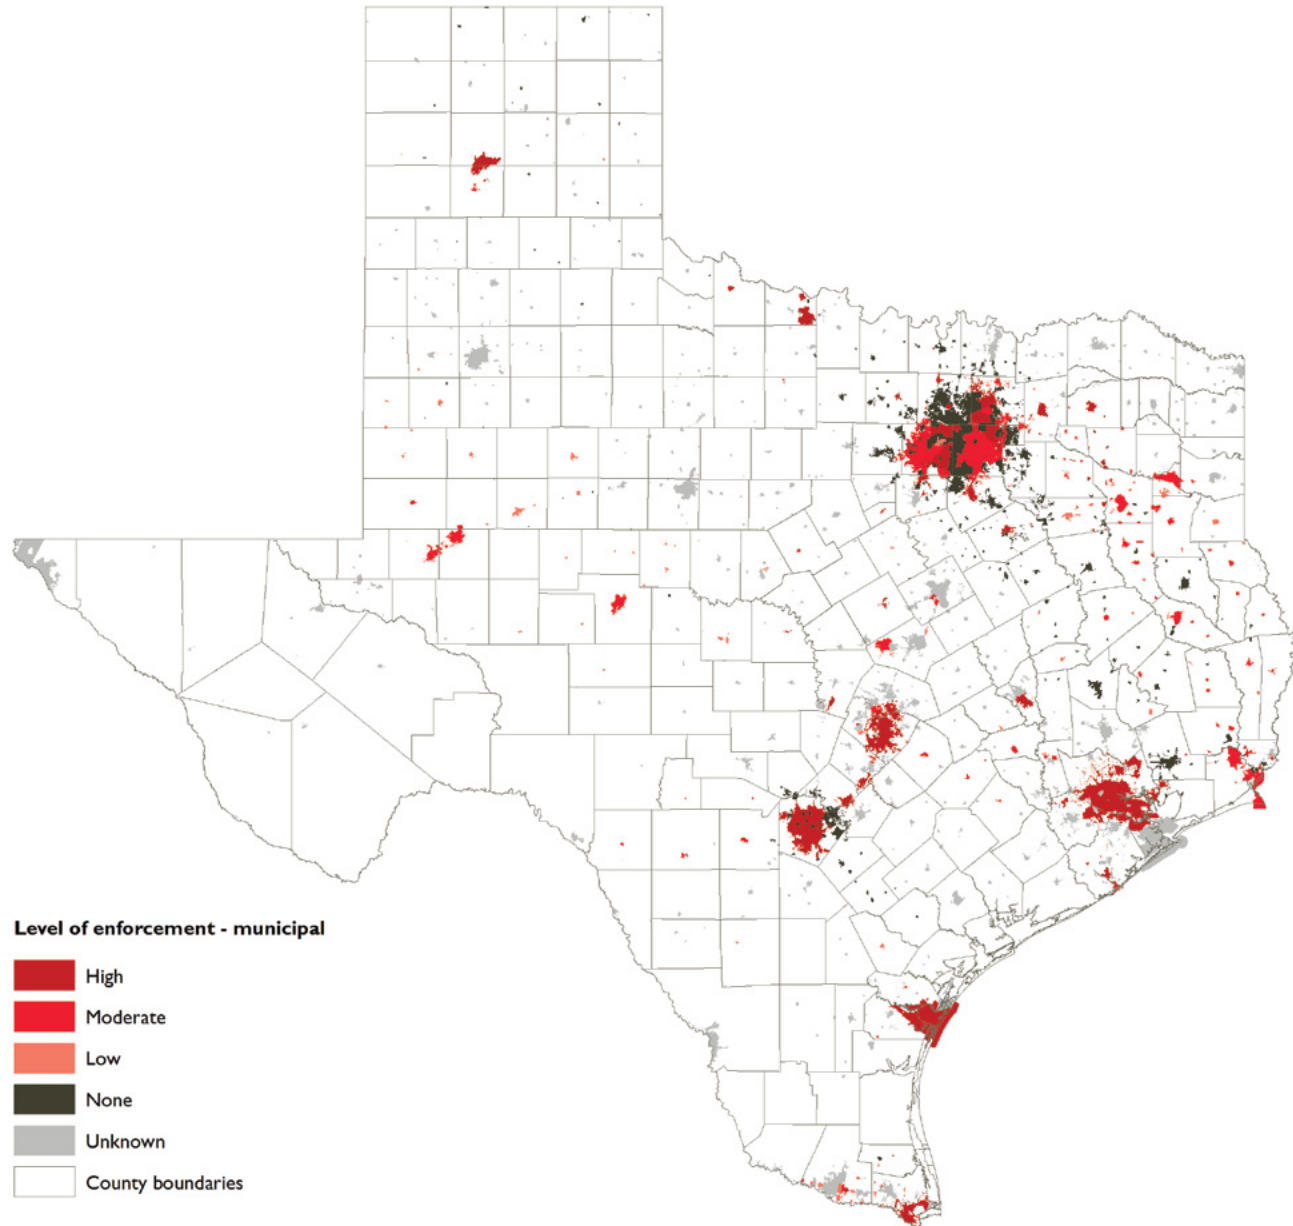 Level of enforcement - municipal
High
Moderate
Low
None
Unknown
County boundaries